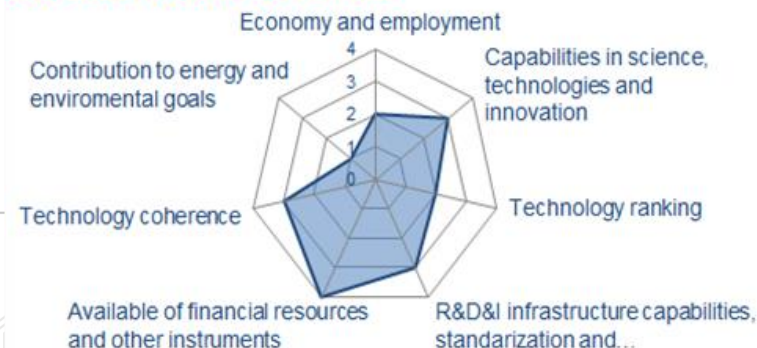 Economy and employment
Contribution to energy and
enviromental goals
Capabilities in science,
technologies and
innovation
4
3
2
1
0
Technology coherence
Technology ranking
Available of financial resources
and other instruments
R&D&I infrastructure capabilities,
standarization and...